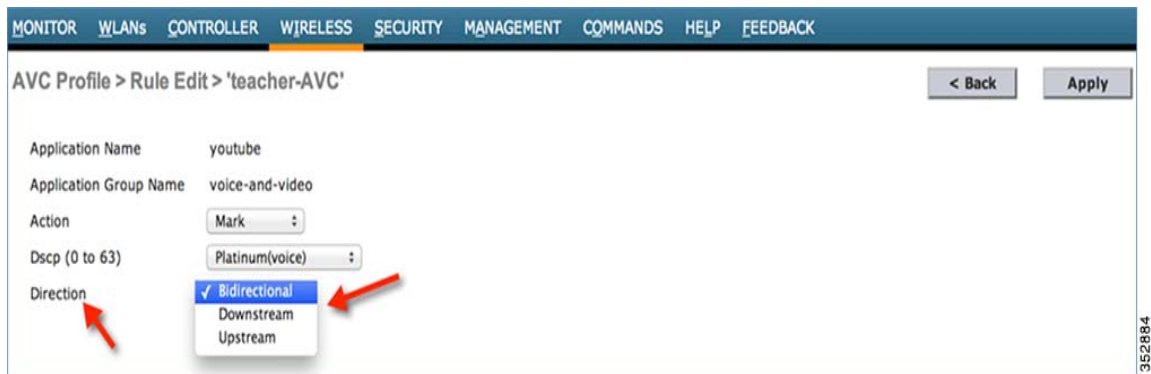 MONITOR WLANs CONTROLLER WIRELESS SECURITY MANAGEMENT COMMANDS HELP FEEDBACK
AVC Profile > Rule Edit > 'teacher-AVC'
< Back Apply
Application Name youtube
Application Group Name voice-and-video
Action Mark
Dscp (0 to 63) Platinum(voice)
Direction ✓ Bidirectional
Downstream
Upstream
352884